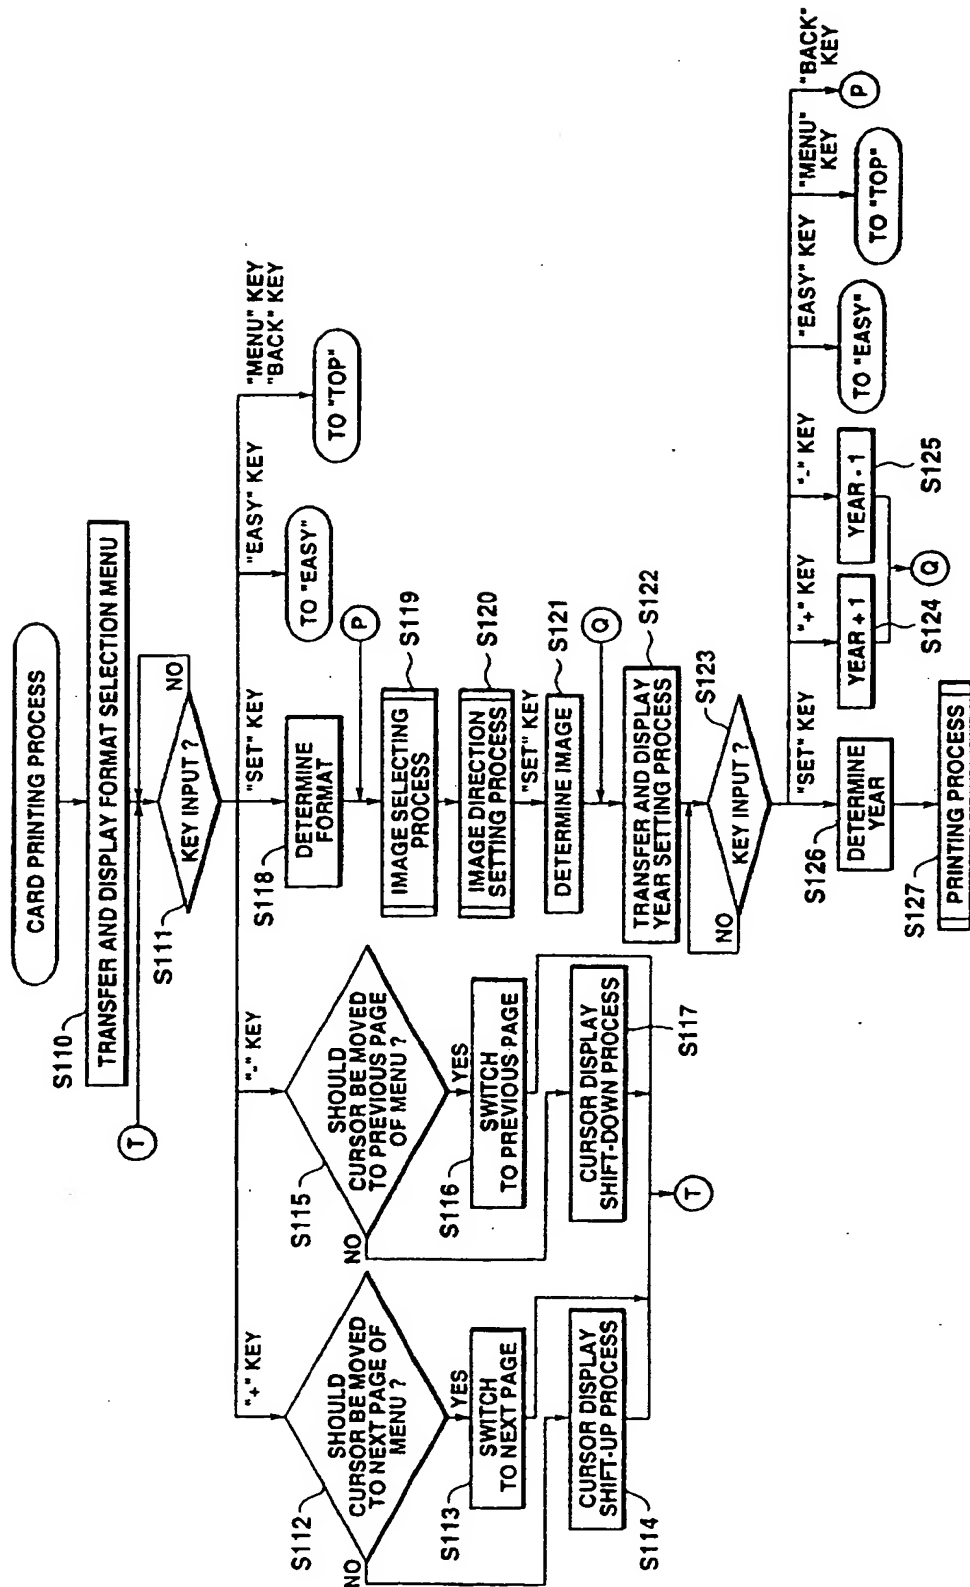 CARD PRINTING PROCESS
S110
TRANSFER AND DISPLAY FORMAT SELECTION MENU
T
S111
KEY INPUT ?
NO
"+" KEY
"-" KEY
"SET" KEY
"EASY" KEY
"MENU" KEY
"BACK" KEY
S112
SHOULD
CURSOR BE MOVED
TO NEXT PAGE OF
MENU ?
NO
YES
S113
SWITCH
TO NEXT PAGE
S114
CURSOR DISPLAY
SHIFT-UP PROCESS
S115
SHOULD
CURSOR BE MOVED
TO PREVIOUS PAGE
OF MENU ?
NO
YES
S116
SWITCH
TO PREVIOUS PAGE
S117
CURSOR DISPLAY
SHIFT-DOWN PROCESS
T
S118
DETERMINE
FORMAT
TO "EASY"
TO "TOP"
P
S119
IMAGE SELECTING
PROCESS
S120
IMAGE DIRECTION
SETTING PROCESS
"SET" KEY
S121
DETERMINE IMAGE
Q
S122
TRANSFER AND DISPLAY
YEAR SETTING PROCESS
S123
KEY INPUT ?
NO
"SET" KEY
"+" KEY
"-" KEY
"EASY" KEY
"MENU"
KEY
"BACK"
KEY
S126
DETERMINE
YEAR
YEAR + 1
S124
YEAR - 1
S125
Q
TO "EASY"
TO "TOP"
P
S127
PRINTING PROCESS